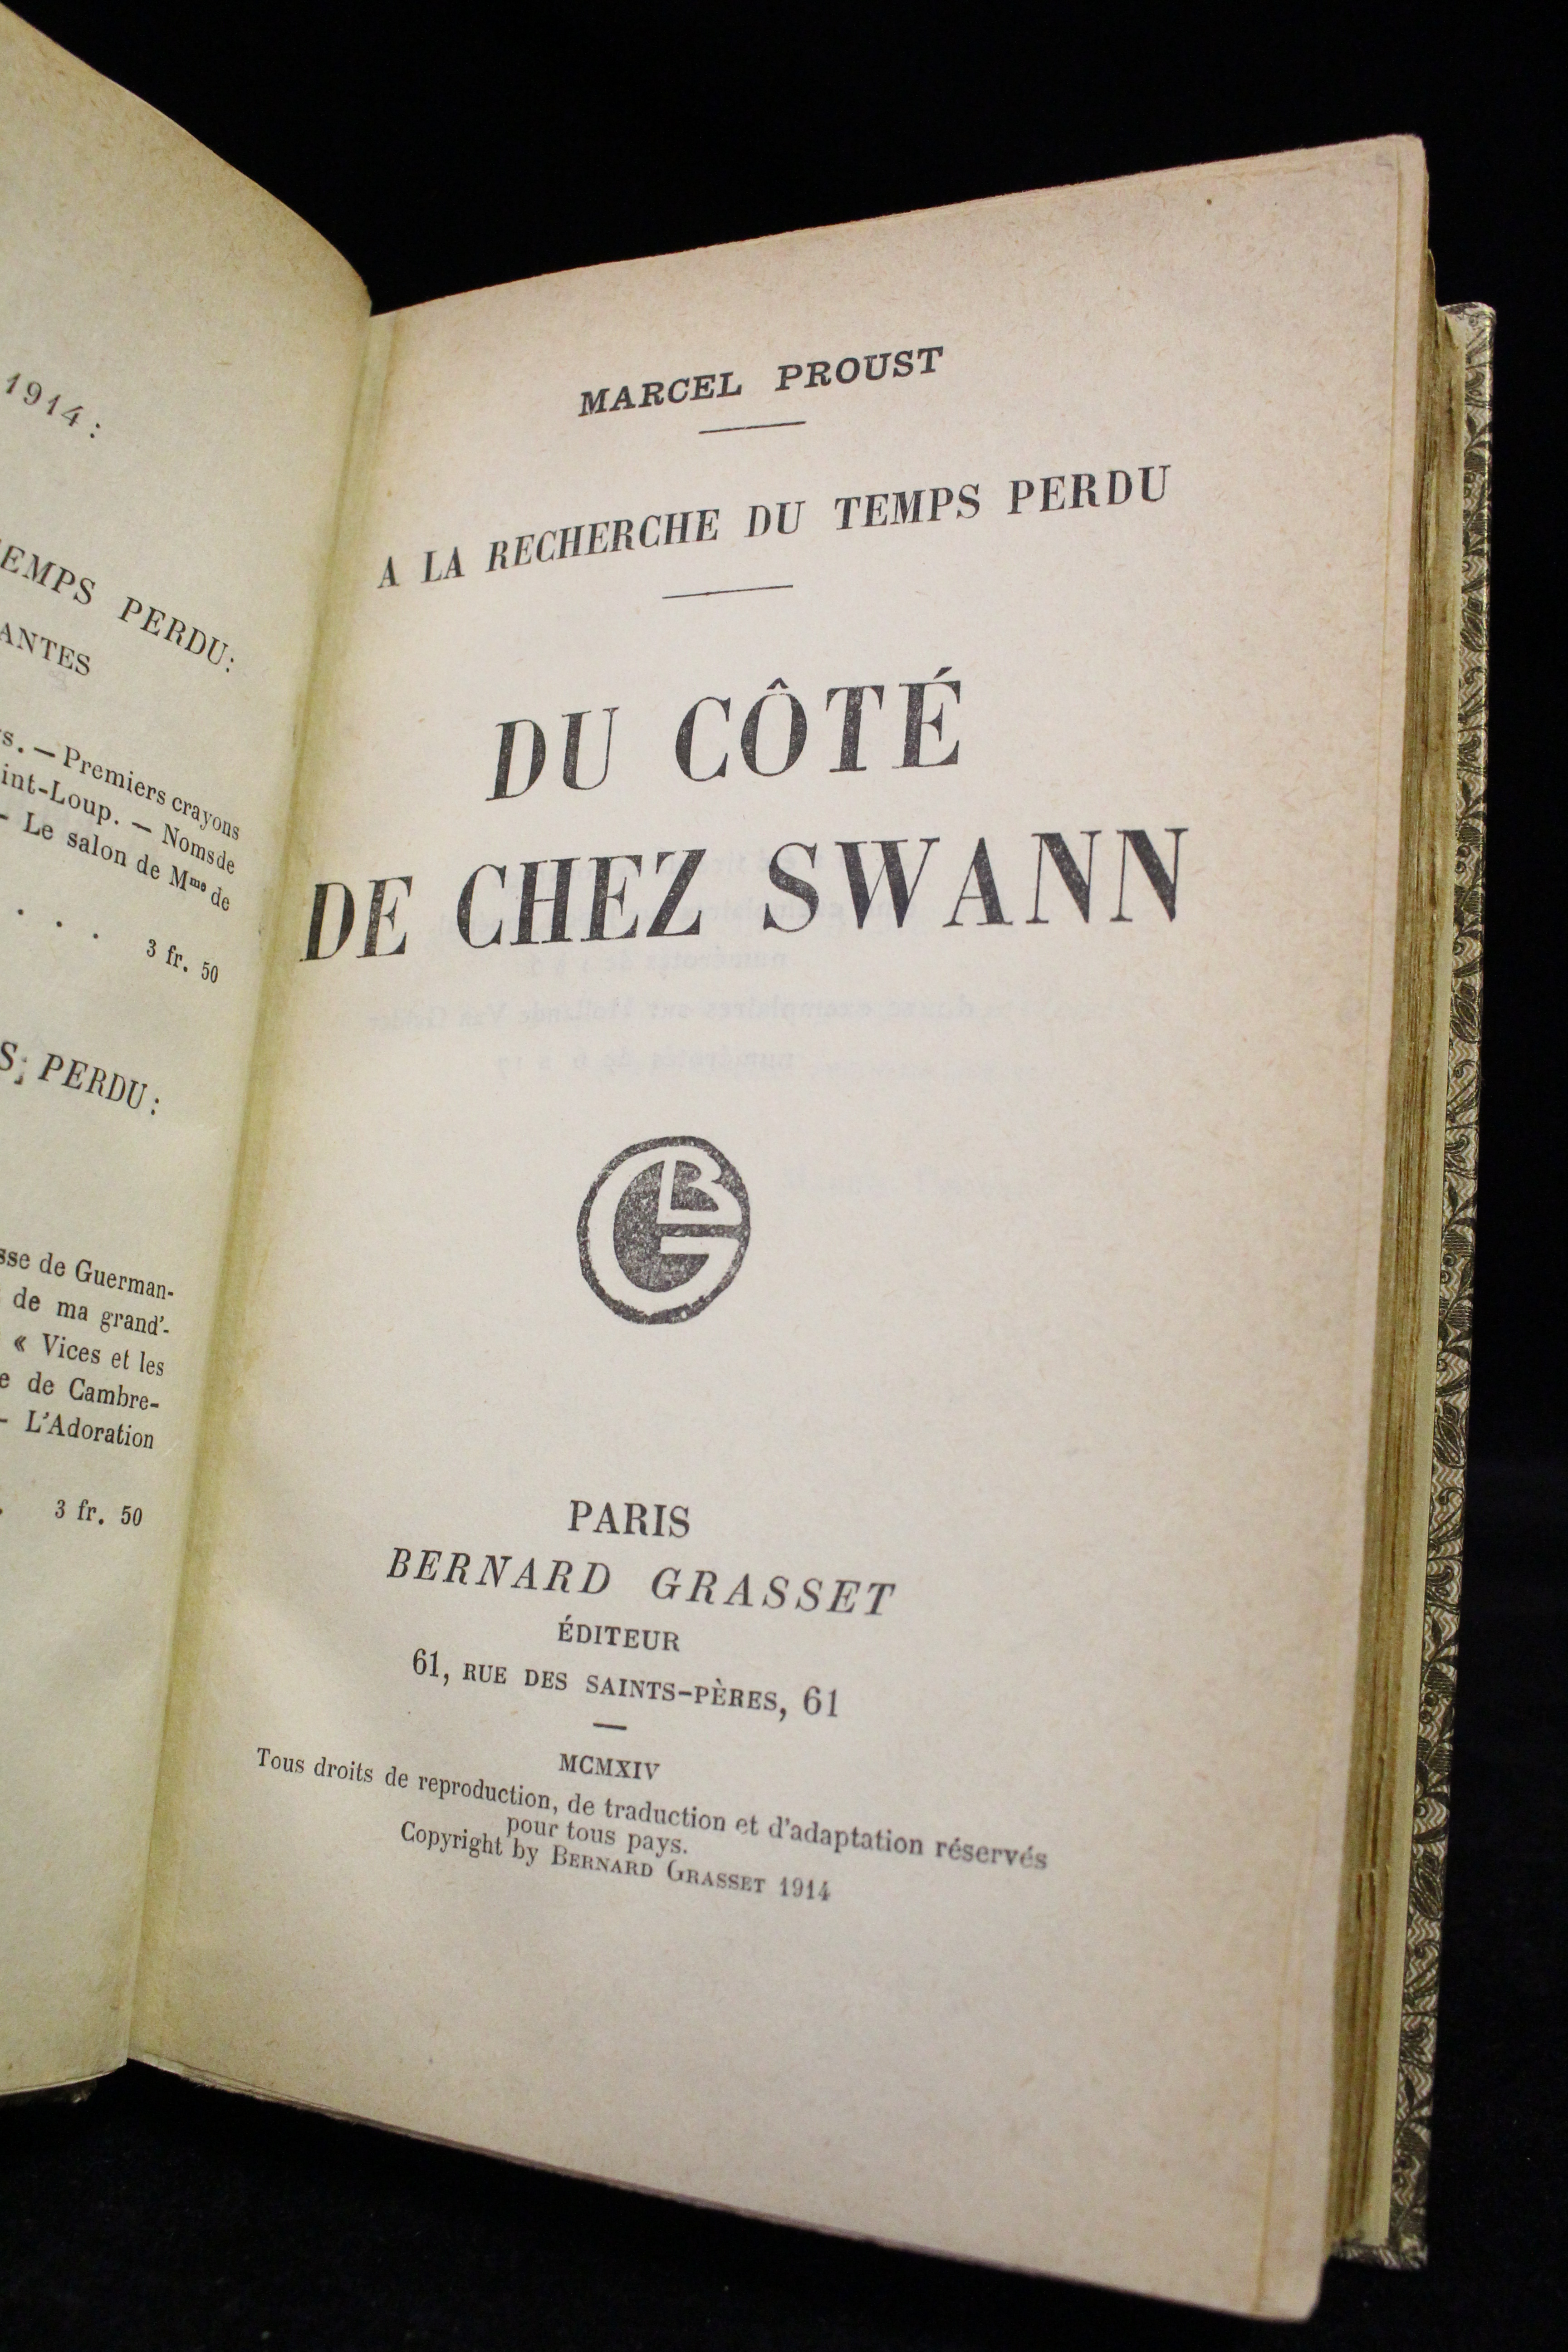 1914 :
TEMPS PERDU:
ANTES
s. — Premiers crayons
int-Loup. — Noms de
— Le salon de Mme de
. . . 3 fr. 50
S; PERDU :
sse de Guerman-
de ma grand'-
« Vices et les
e de Cambre-
— L'Adoration
. 3 fr. 50
MARCEL PROUST
A LA RECHERCHE DU TEMPS PERDU
DU CÔTÉ
DE CHEZ SWANN
BG
PARIS
BERNARD GRASSET
ÉDITEUR
61, RUE DES SAINTS-PÈRES, 61
MCMXIV
Tous droits de reproduction, de traduction et d'adaptation réservés
pour tous pays.
Copyright by BERNARD GRASSET 1914